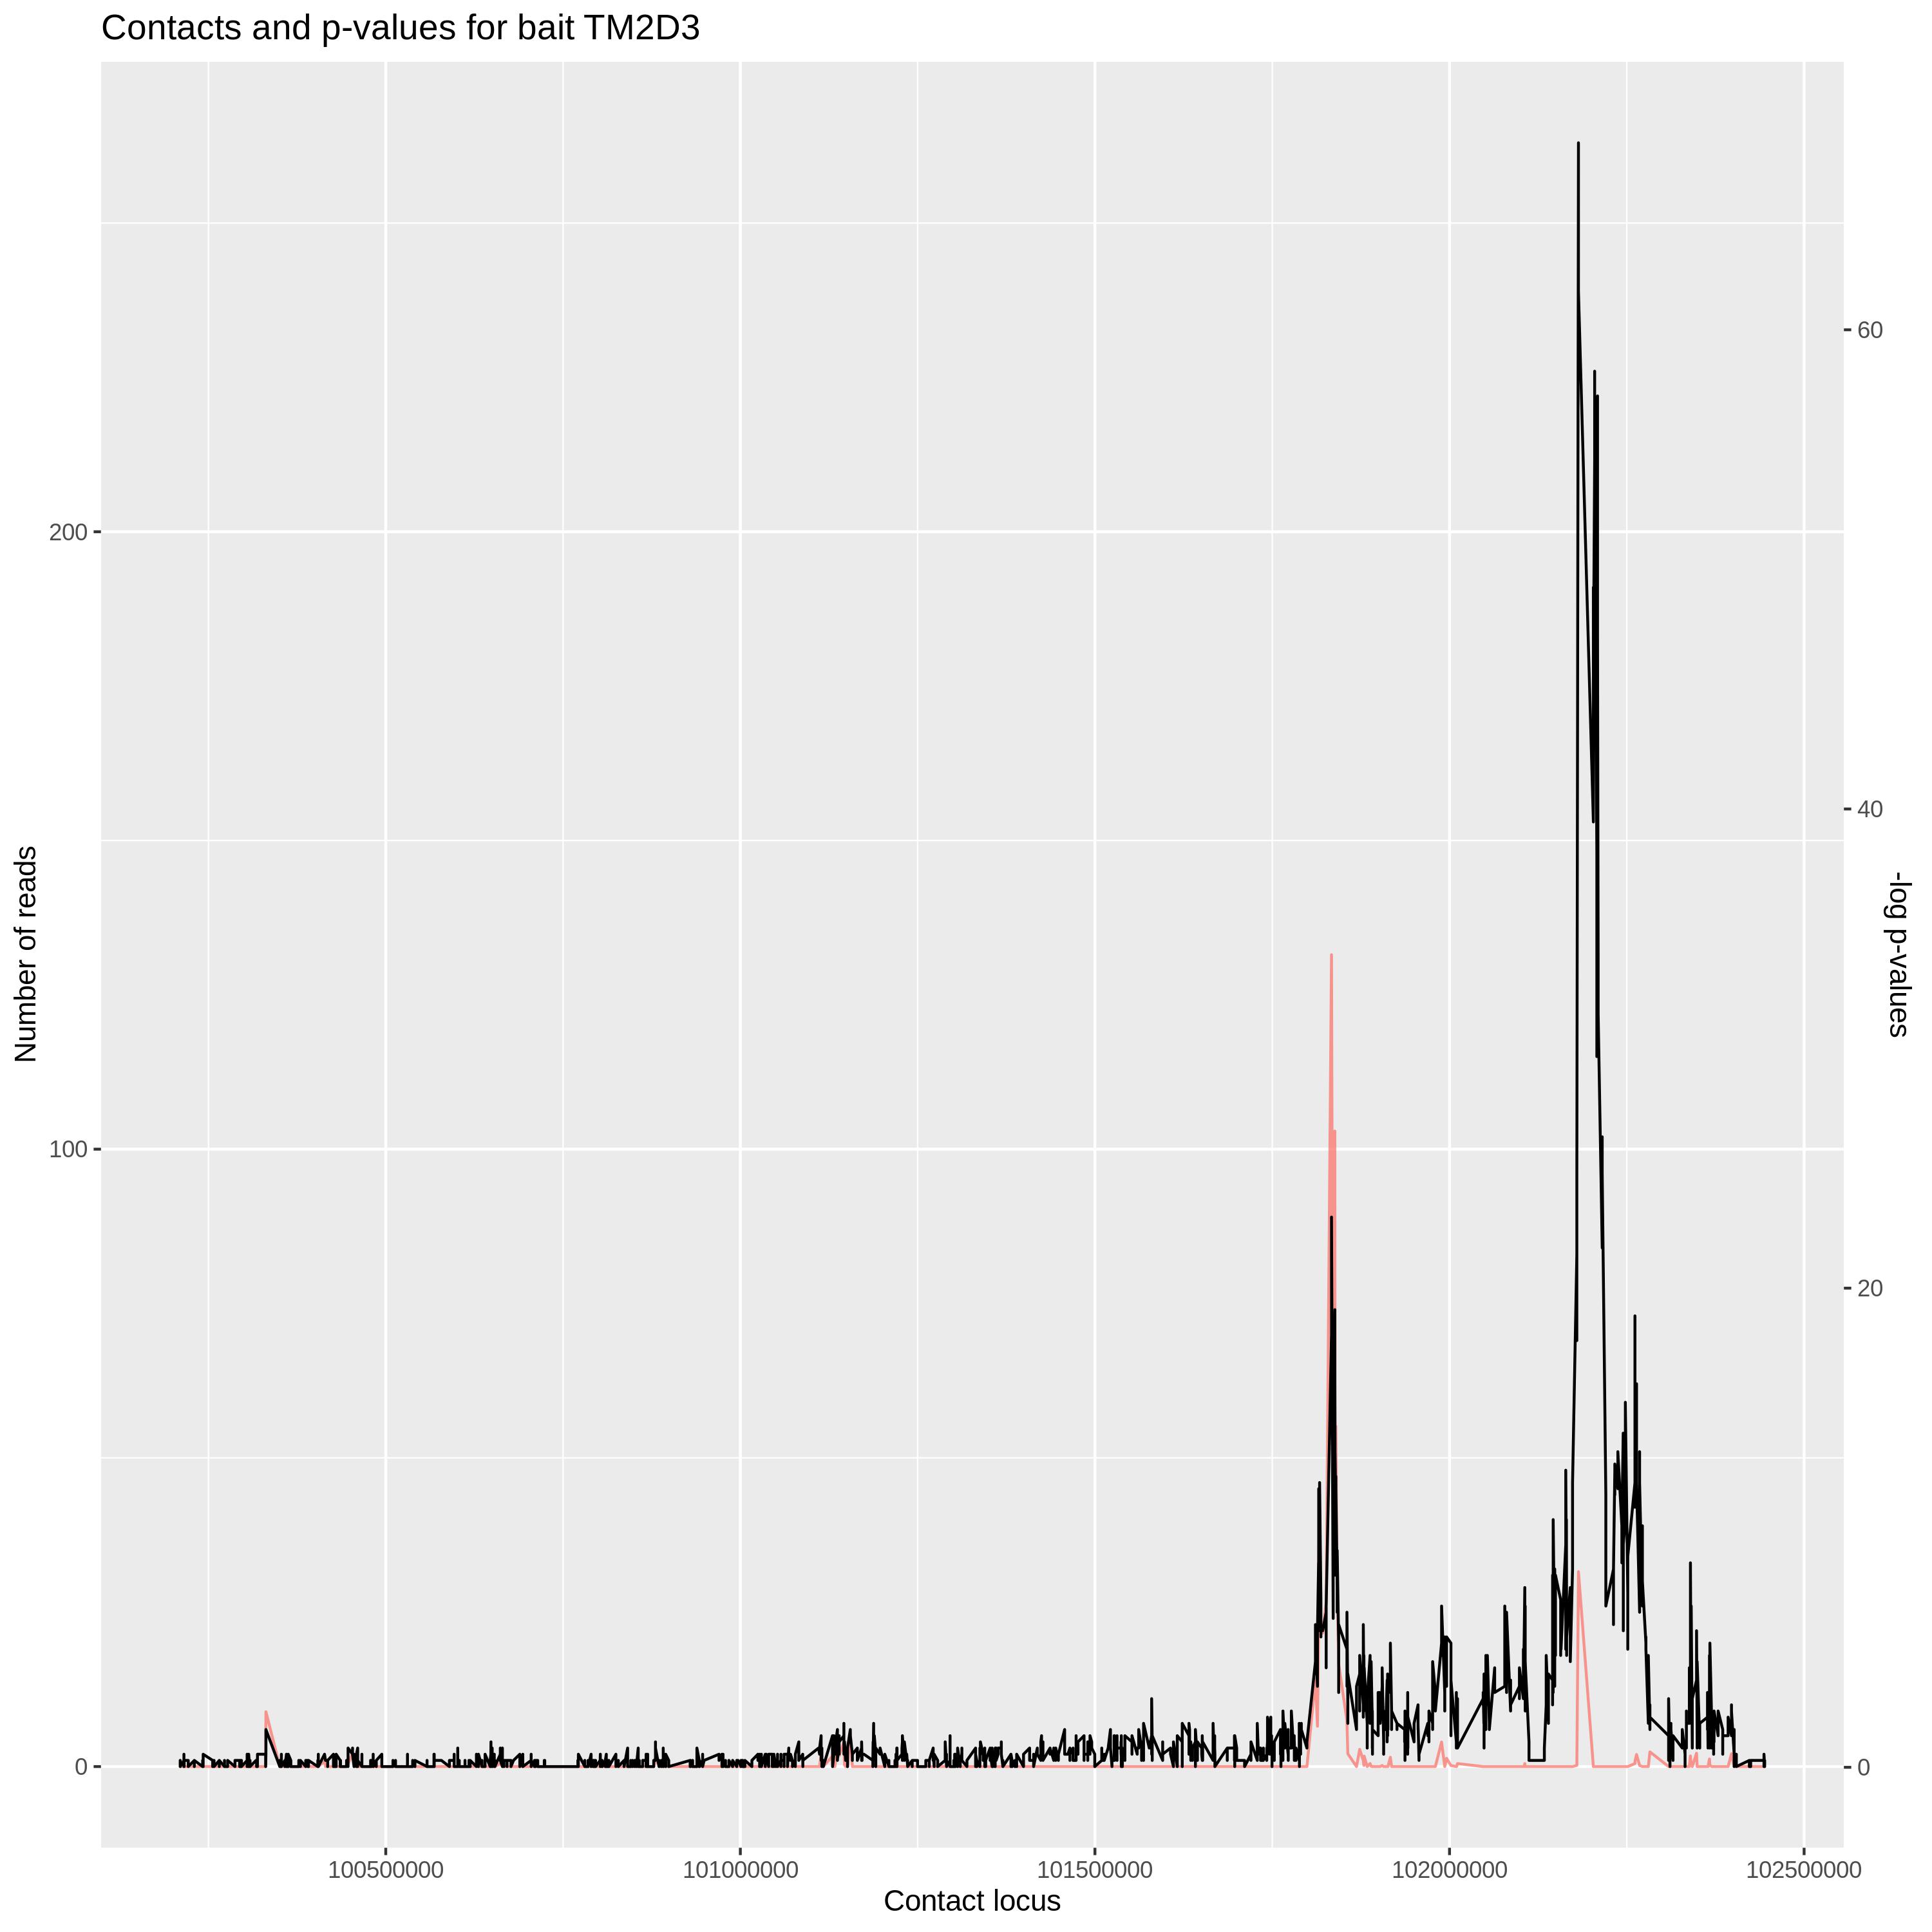 Contacts and p-values for bait TM2D3
Number of reads
200
100
0
60
40
20
0
-log p-values
100500000 101000000 101500000 102000000 102500000
Contact locus